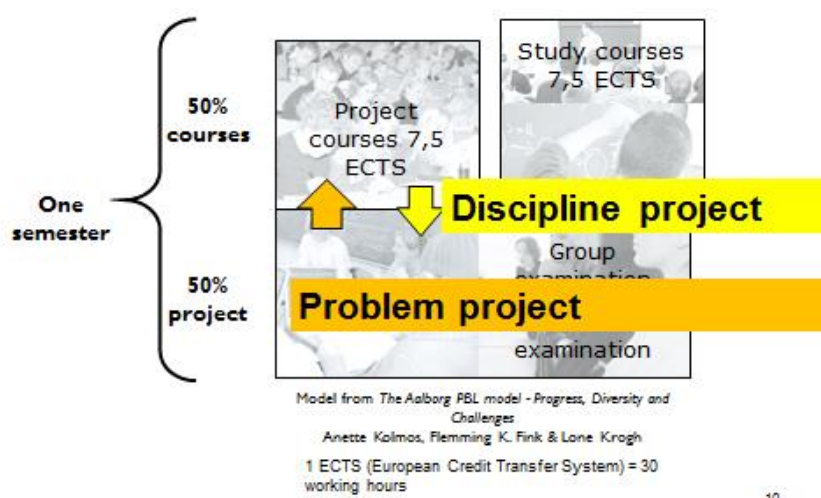 One
semester
50%
courses
50%
project
Project
courses 7,5
ECTS
Study courses
7,5 ECTS
Discipline project
Group
Problem project
examination
Model from The Aalborg PBL model - Progress, Diversity and
Challenges
Anette Kolmos, Flemming K. Fink & Lone Krogh
1 ECTS (European Credit Transfer System) = 30
working hours